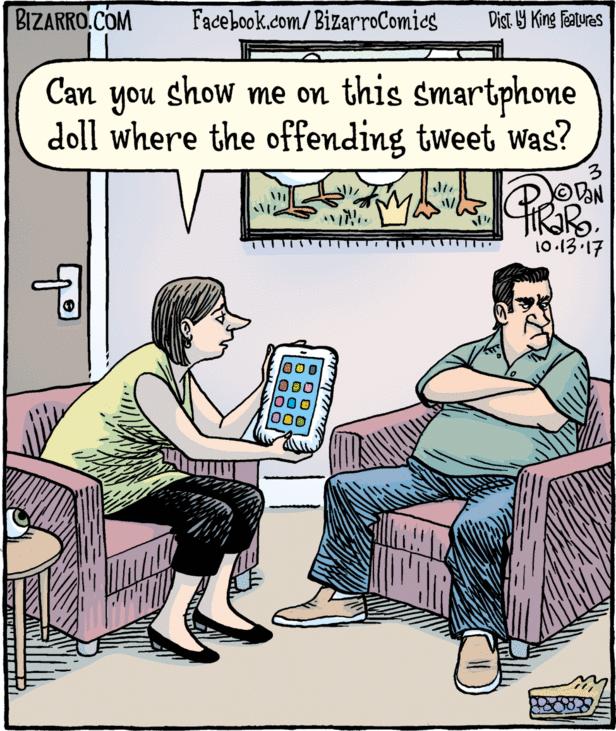 BIZARRO.COM Facebook.com/BizarroComics Dist. by King Features
Can you show me on this smartphone
doll where the offending tweet was?
3
© DAN
PIRARO.
10.13.17